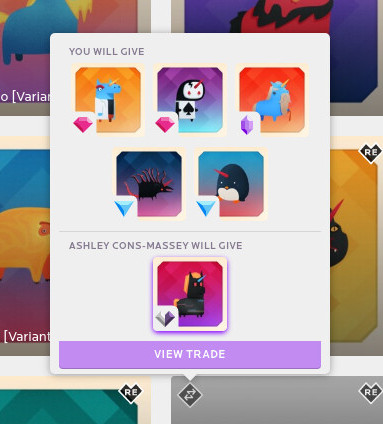 YOU WILL GIVE
o [Varian
RE
ASHLEY CONS-MASSEY WILL GIVE
[Variant
VIEW TRADE
RE
RE